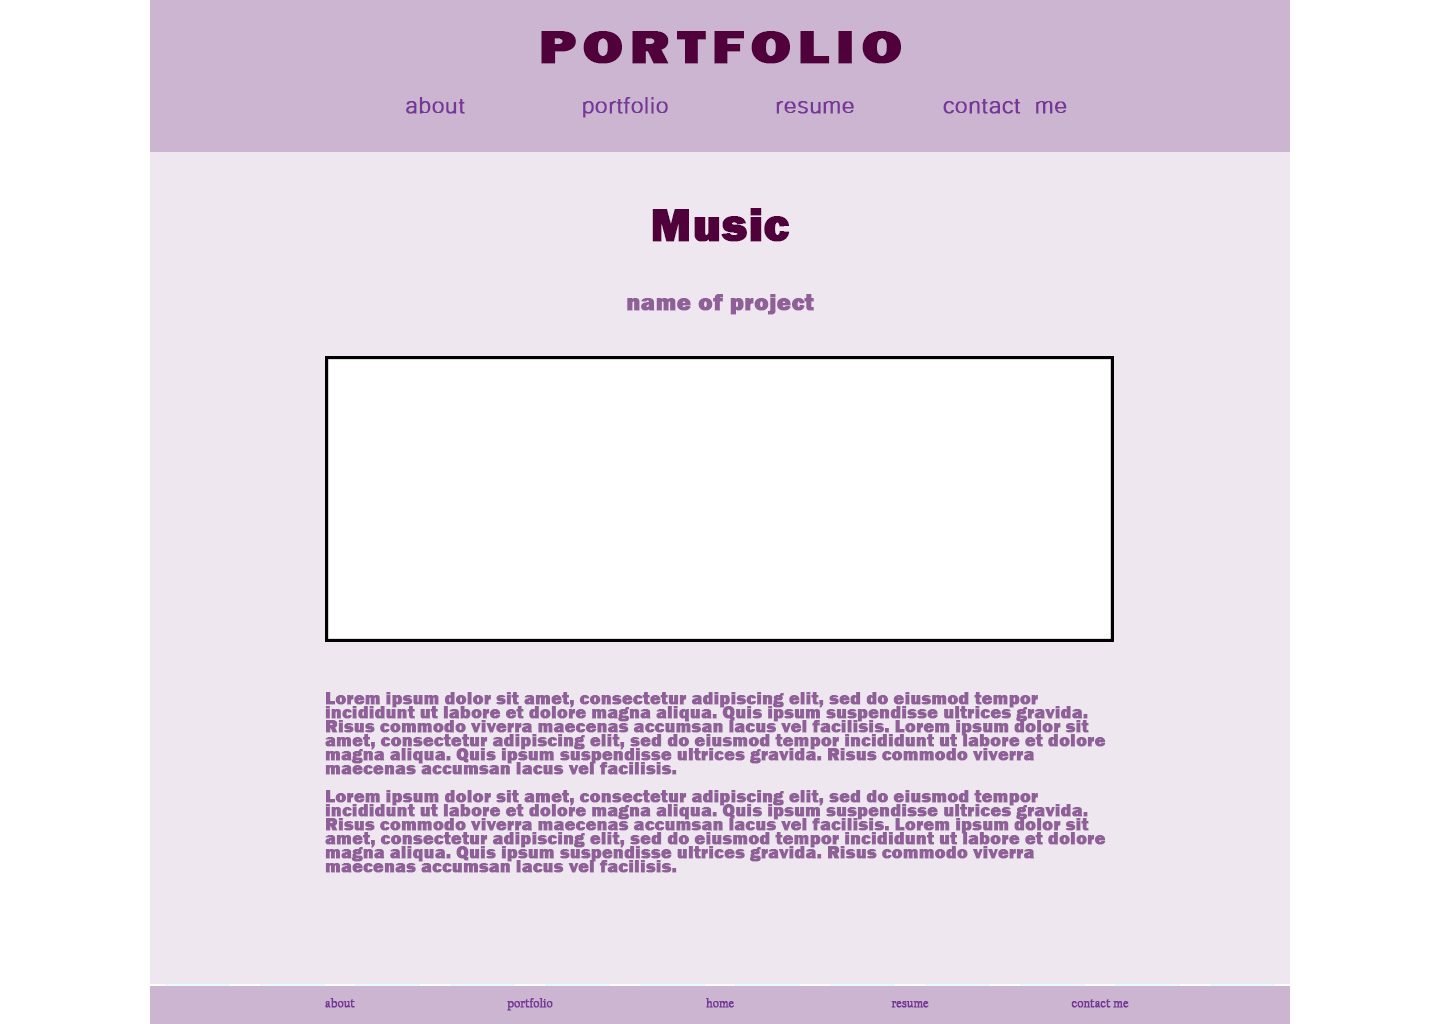 PORTFOLIO
about portfolio resume contact me
Music
name of project
Lorem ipsum dolor sit amet, consectetur adipiscing elit, sed do eiusmod tempor
incididunt ut labore et dolore magna aliqua. Quis ipsum suspendisse ultrices gravida.
Risus commodo viverra maecenas accumsan lacus vel facilisis. Lorem ipsum dolor sit
amet, consectetur adipiscing elit, sed do eiusmod tempor incididunt ut labore et dolore
magna aliqua. Quis ipsum suspendisse ultrices gravida. Risus commodo viverra
maecenas accumsan lacus vel facilisis.
Lorem ipsum dolor sit amet, consectetur adipiscing elit, sed do eiusmod tempor
incididunt ut labore et dolore magna aliqua. Quis ipsum suspendisse ultrices gravida.
Risus commodo viverra maecenas accumsan lacus vel facilisis. Lorem ipsum dolor sit
amet, consectetur adipiscing elit, sed do eiusmod tempor incididunt ut labore et dolore
magna aliqua. Quis ipsum suspendisse ultrices gravida. Risus commodo viverra
maecenas accumsan lacus vel facilisis.
about portfolio home resume contact me